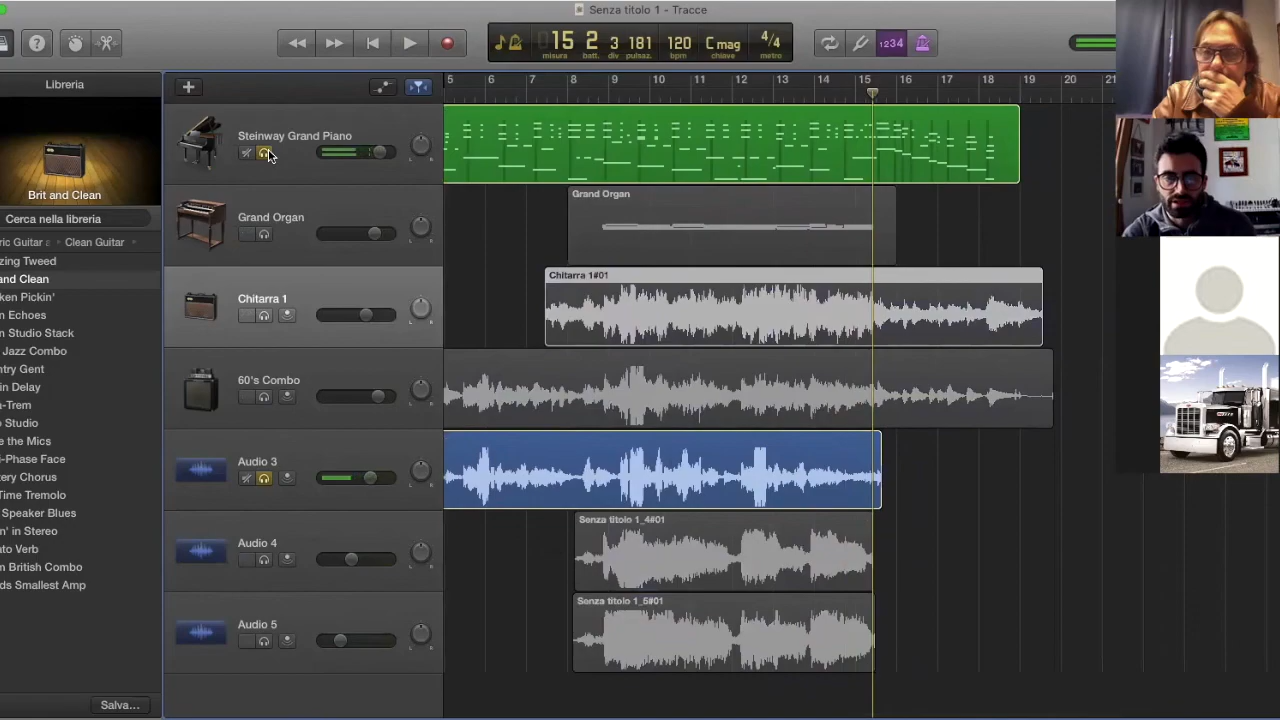 Senza titolo 1 - Tracce
15 2 3 181 120 C mag 4/4
misura batt. div pulsaz. bpm chiave metro
1234
Libreria
5 6 7 8 9 10 11 12 13 14 15 16 17 18 19 20 21
Brit and Clean
Cerca nella libreria
ric Guitar a Clean Guitar
zing Tweed
and Clean
ken Pickin'
n Echoes
n Studio Stack
Jazz Combo
ntry Gent
in Delay
-Trem
o Studio
e the Mics
i-Phase Face
tery Chorus
Time Tremolo
Speaker Blues
n' in Stereo
ato Verb
n British Combo
ds Smallest Amp
Salva...
Steinway Grand Piano
L R
Grand Organ
L R
Grand Organ
Chitarra 1
L R
Chitarra 1#01
60's Combo
L R
Audio 3
L R
Audio 4
L R
Senza titolo 1_4#01
Audio 5
L R
Senza titolo 1_5#01